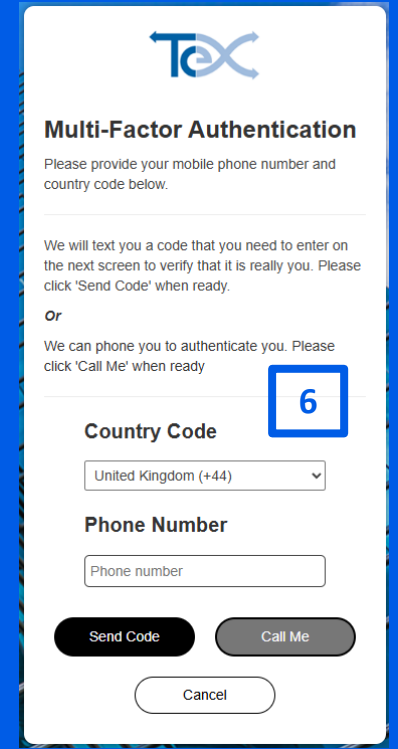 TeX
Multi-Factor Authentication
Please provide your mobile phone number and
country code below.
We will text you a code that you need to enter on
the next screen to verify that it is really you. Please
click 'Send Code' when ready.
Or
We can phone you to authenticate you. Please
click 'Call Me' when ready
6
Country Code
United Kingdom (+44)
Phone Number
Phone number
Send Code Call Me
Cancel